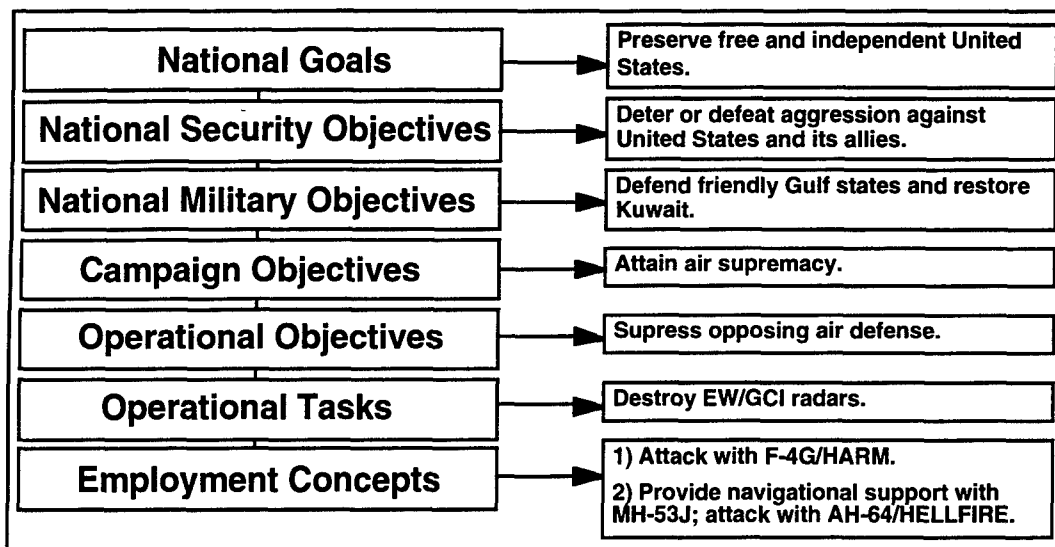 National Goals
Preserve free and independent United
States.
National Security Objectives
Deter or defeat aggression against
United States and its allies.
National Military Objectives
Defend friendly Gulf states and restore
Kuwait.
Campaign Objectives
Attain air supremacy.
Operational Objectives
Supress opposing air defense.
Operational Tasks
Destroy EW/GCI radars.
Employment Concepts
1) Attack with F-4G/HARM.
2) Provide navigational support with
MH-53J; attack with AH-64/HELLFIRE.